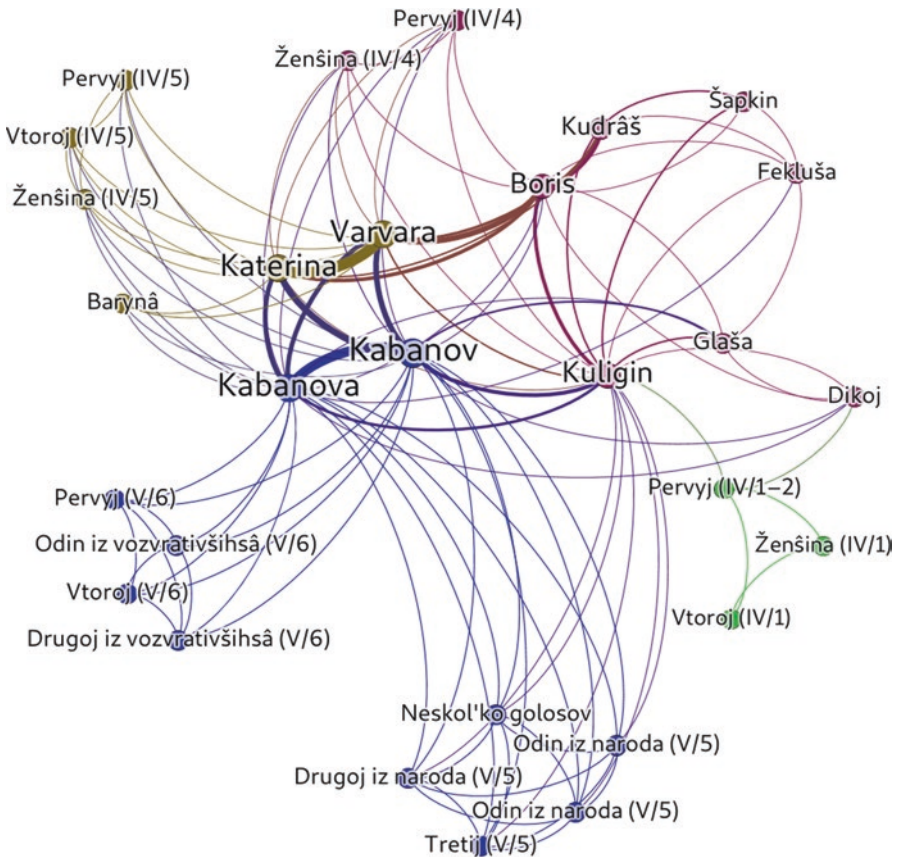 Pervyj (IV/4)
Ženŝina (IV/4)
Pervyj (IV/5)
Šapkin
Kudrâš
Vtoroj (IV/5)
Fekluša
Boris
Ženŝina (IV/5)
Varvara
Katerina
Barynâ
Glaša
Kabanov
Kuligin
Kabanova
Dikoj
Pervyj (IV/1–2)
Pervyj (V/6)
Odin iz vozvrativšihsâ (V/6)
Ženŝina (IV/1)
Vtoroj (V/6)
Vtoroj (IV/1)
Drugoj iz vozvrativšihsâ (V/6)
Neskol'ko golosov
Odin iz naroda (V/5)
Drugoj iz naroda (V/5)
Odin iz naroda (V/5)
Tretij (V/5)